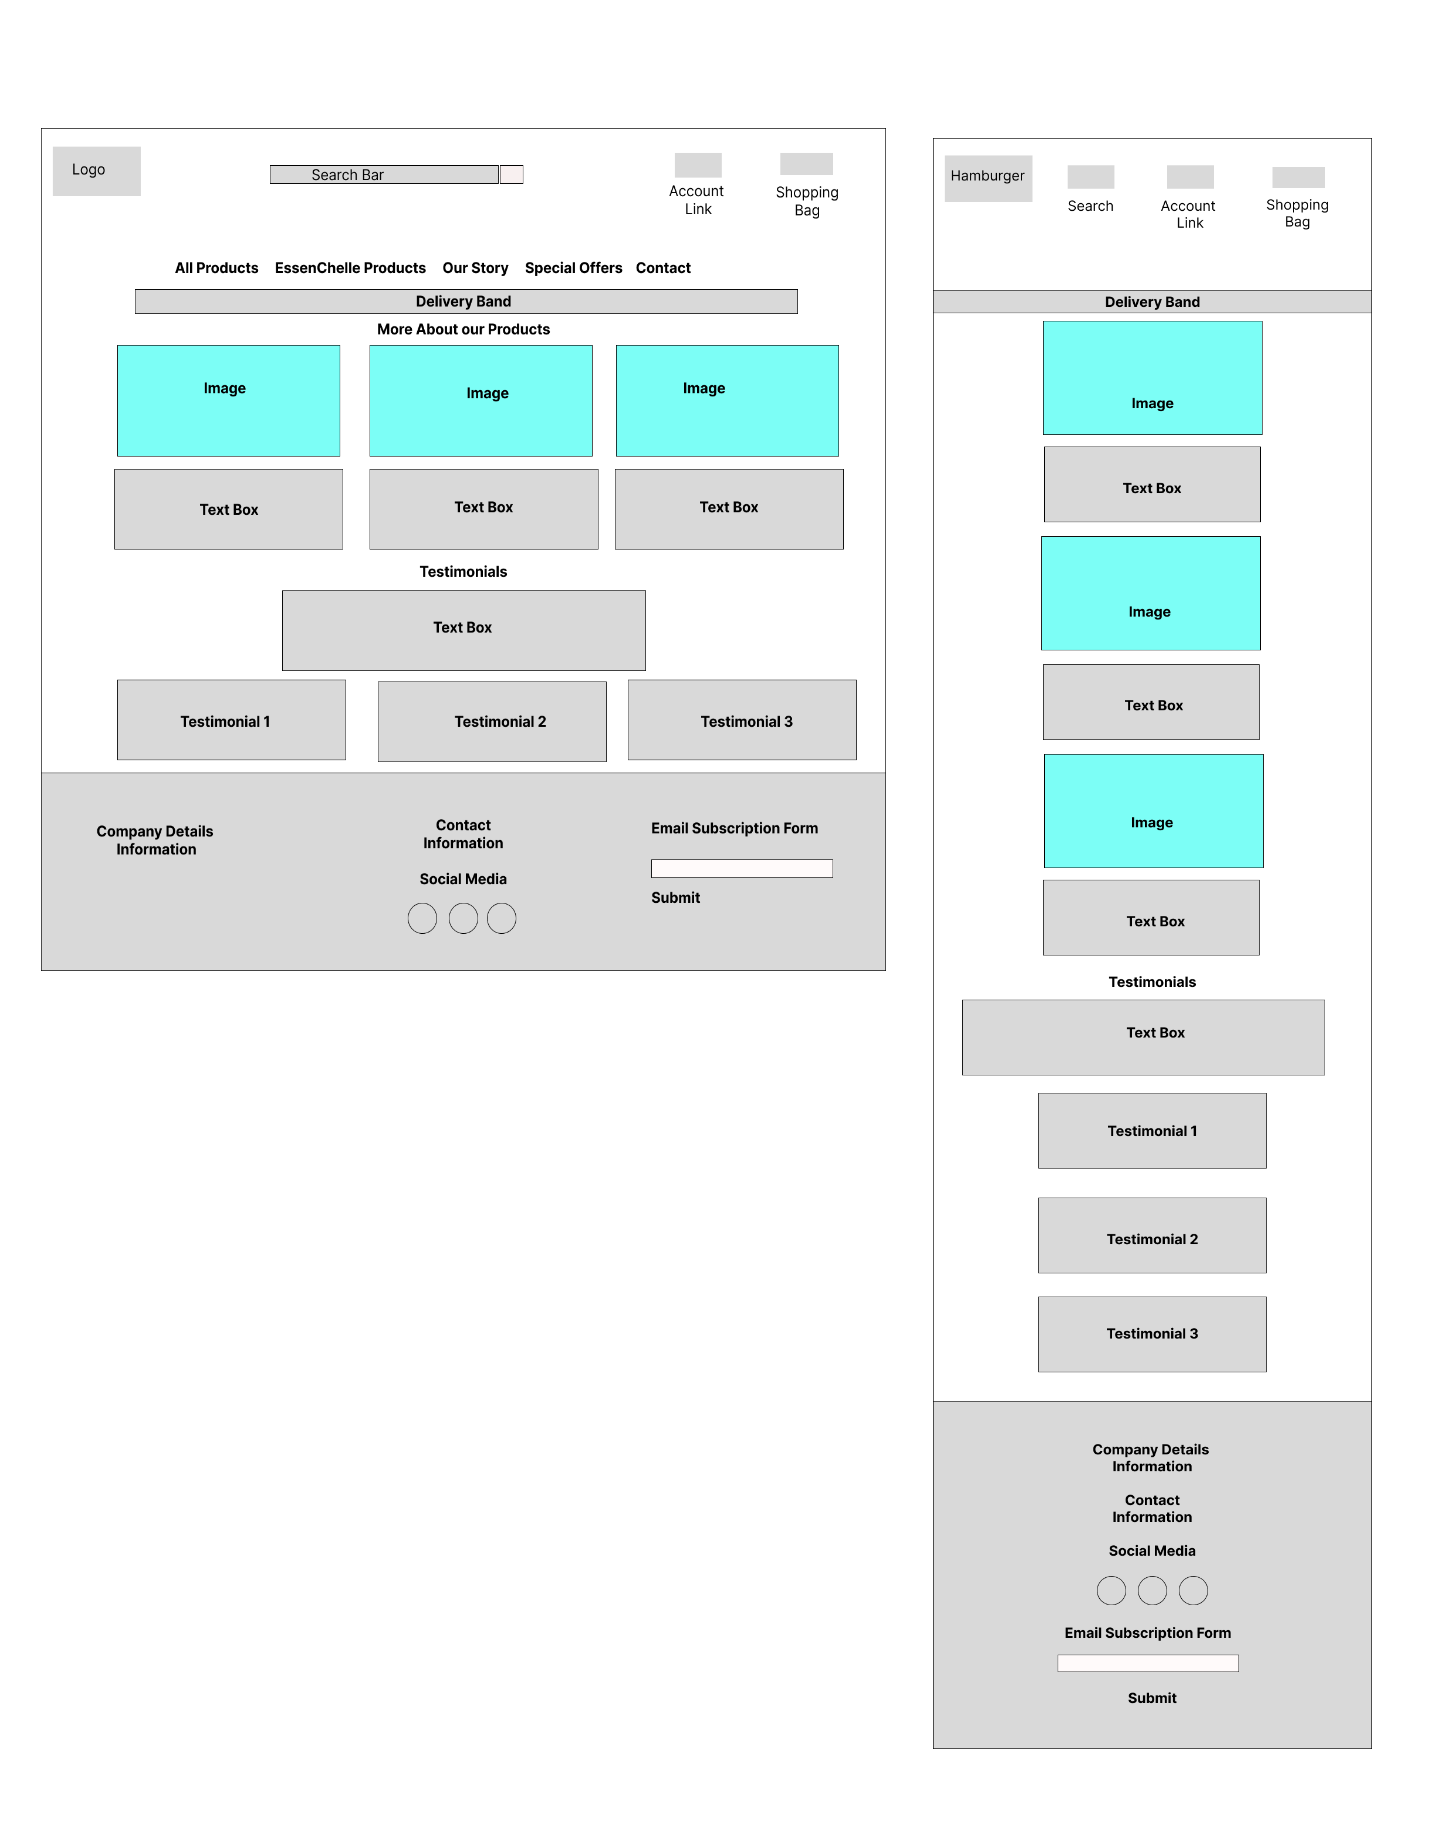 Logo
Search Bar
Account
Link
Shopping
Bag
All Products EssenChelle Products Our Story Special Offers Contact
Delivery Band
More About our Products
Image
Image
Image
Text Box
Text Box
Text Box
Testimonials
Text Box
Testimonial 1
Testimonial 2
Testimonial 3
Company Details
Information
Contact
Information
Social Media
Email Subscription Form
Submit
Hamburger
Search
Account
Link
Shopping
Bag
Delivery Band
Image
Text Box
Image
Text Box
Image
Text Box
Testimonials
Text Box
Testimonial 1
Testimonial 2
Testimonial 3
Company Details
Information
Contact
Information
Social Media
Email Subscription Form
Submit